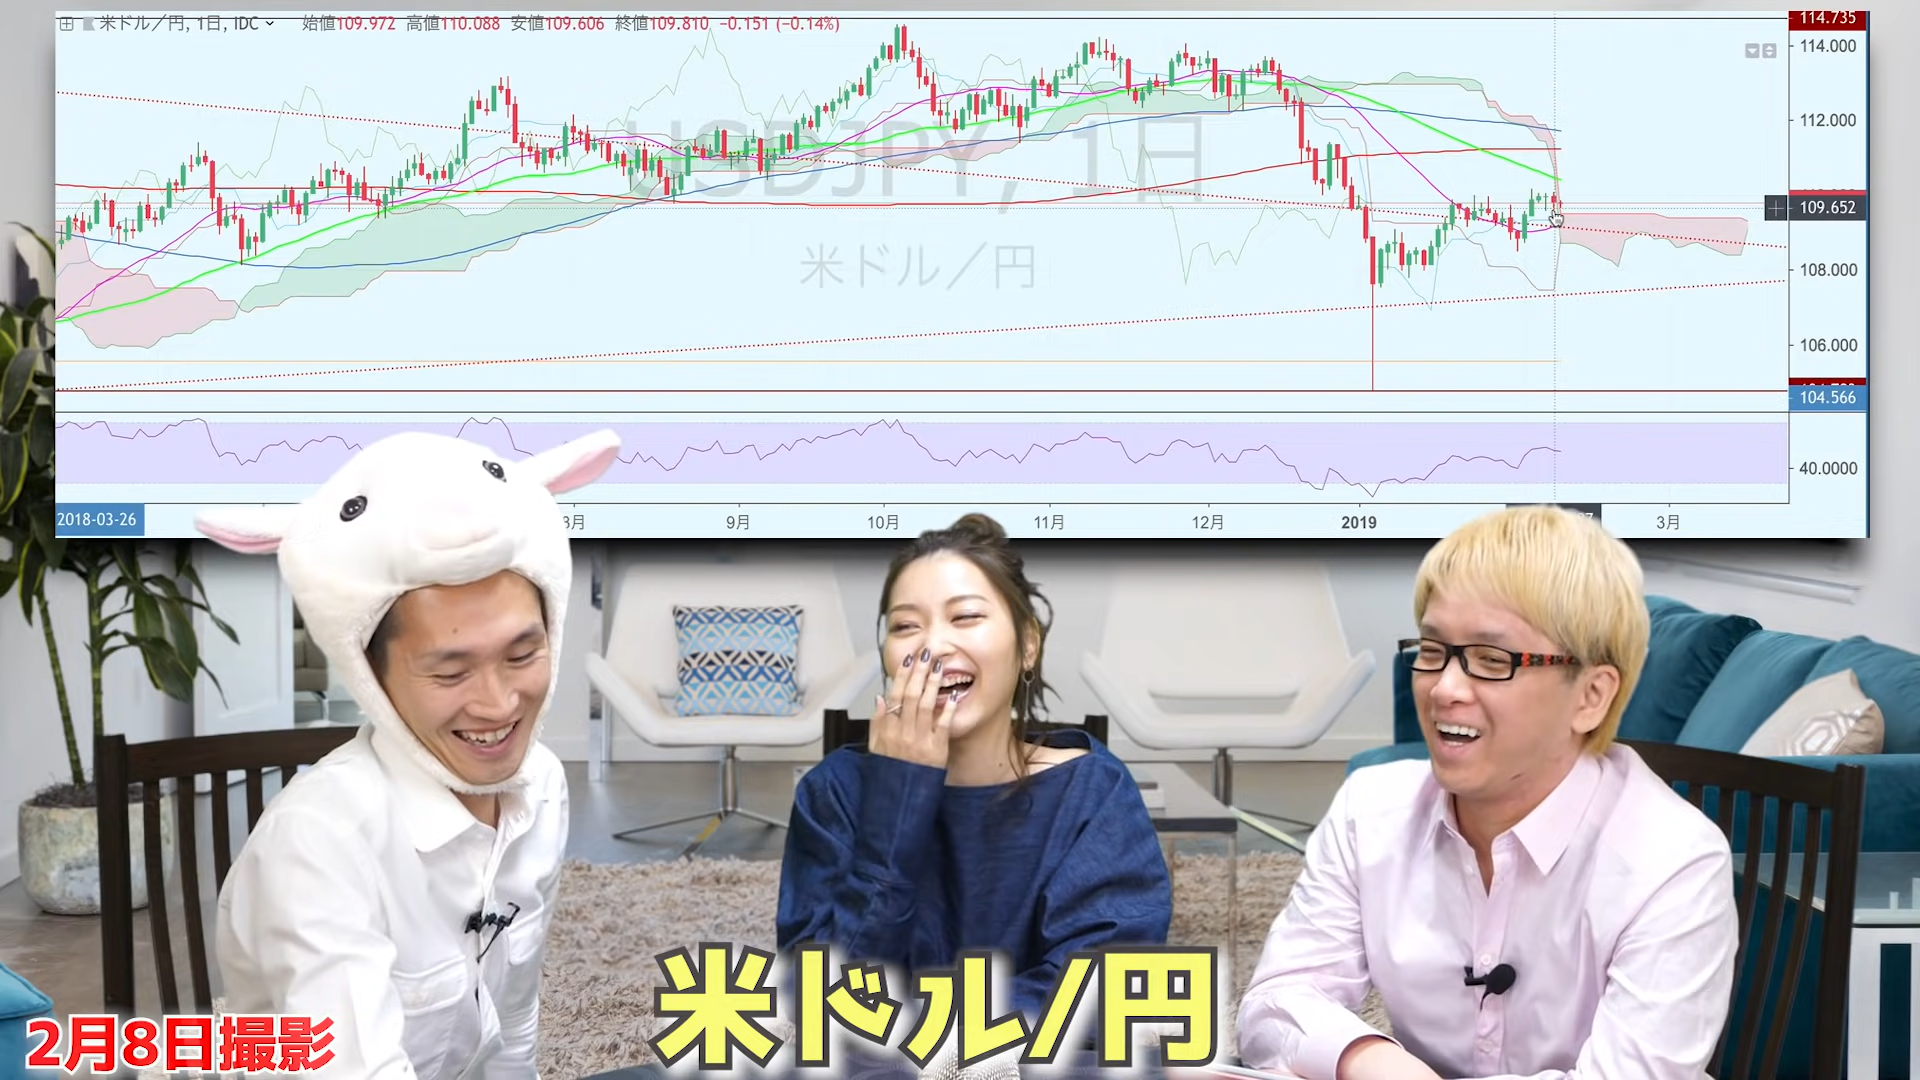 米ドル／円, 1日, IDC 始値109.972 高値110.088 安値109.606 終値109.810 −0.151 (−0.14%)
114.735
114.000
112.000
109.652
108.000
106.000
104.566
40.0000
USDJPY, 1日
米ドル／円
2018-03-26
9月 10月 11月 12月 2019 3月
米ドル/円
2月8日撮影